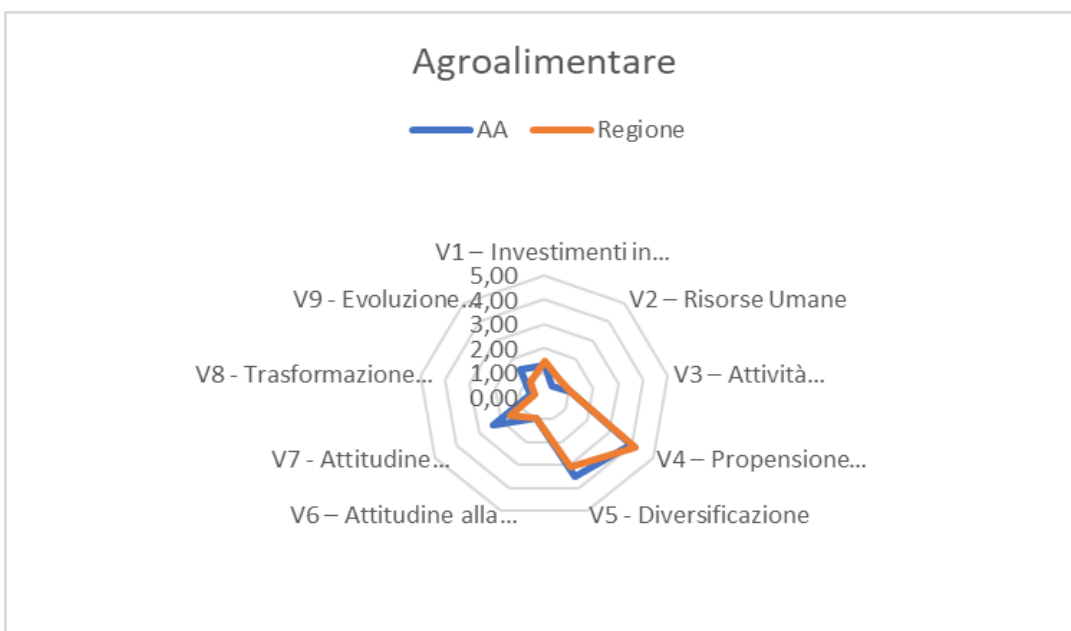 Agroalimentare
AA Regione
V1 – Investimenti in...
5,00
4,00
3,00
2,00
1,00
0,00
V2 – Risorse Umane
V3 – Attività...
V4 – Propensione...
V5 - Diversificazione
V6 – Attitudine alla...
V7 - Attitudine...
V8 - Trasformazione...
V9 - Evoluzione...